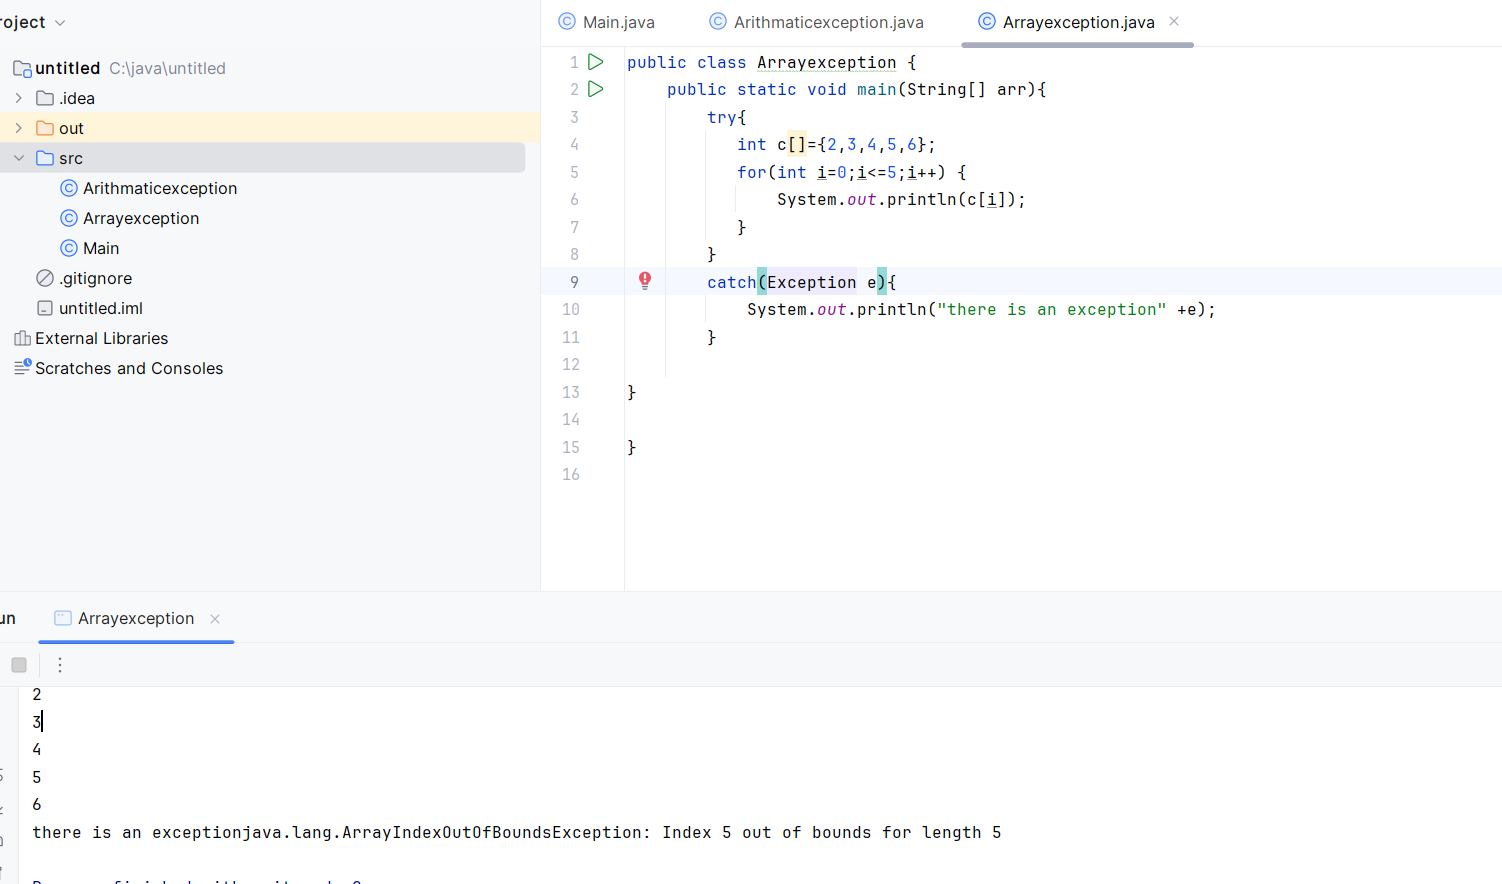 roject
untitled C:\java\untitled
.idea
out
src
Arithmaticexception
Arrayexception
Main
.gitignore
untitled.iml
External Libraries
Scratches and Consoles
Main.java Arithmaticexception.java Arrayexception.java
1 public class Arrayexception {
2 public static void main(String[] arr){
3 try{
4 int c[]={2,3,4,5,6};
5 for(int i=0;i<=5;i++) {
6 System.out.println(c[i]);
7 }
8 }
9 catch(Exception e){
10 System.out.println("there is an exception" +e);
11 }
12
13 }
14
15 }
16
un Arrayexception
2
3
4
5
6
there is an exceptionjava.lang.ArrayIndexOutOfBoundsException: Index 5 out of bounds for length 5